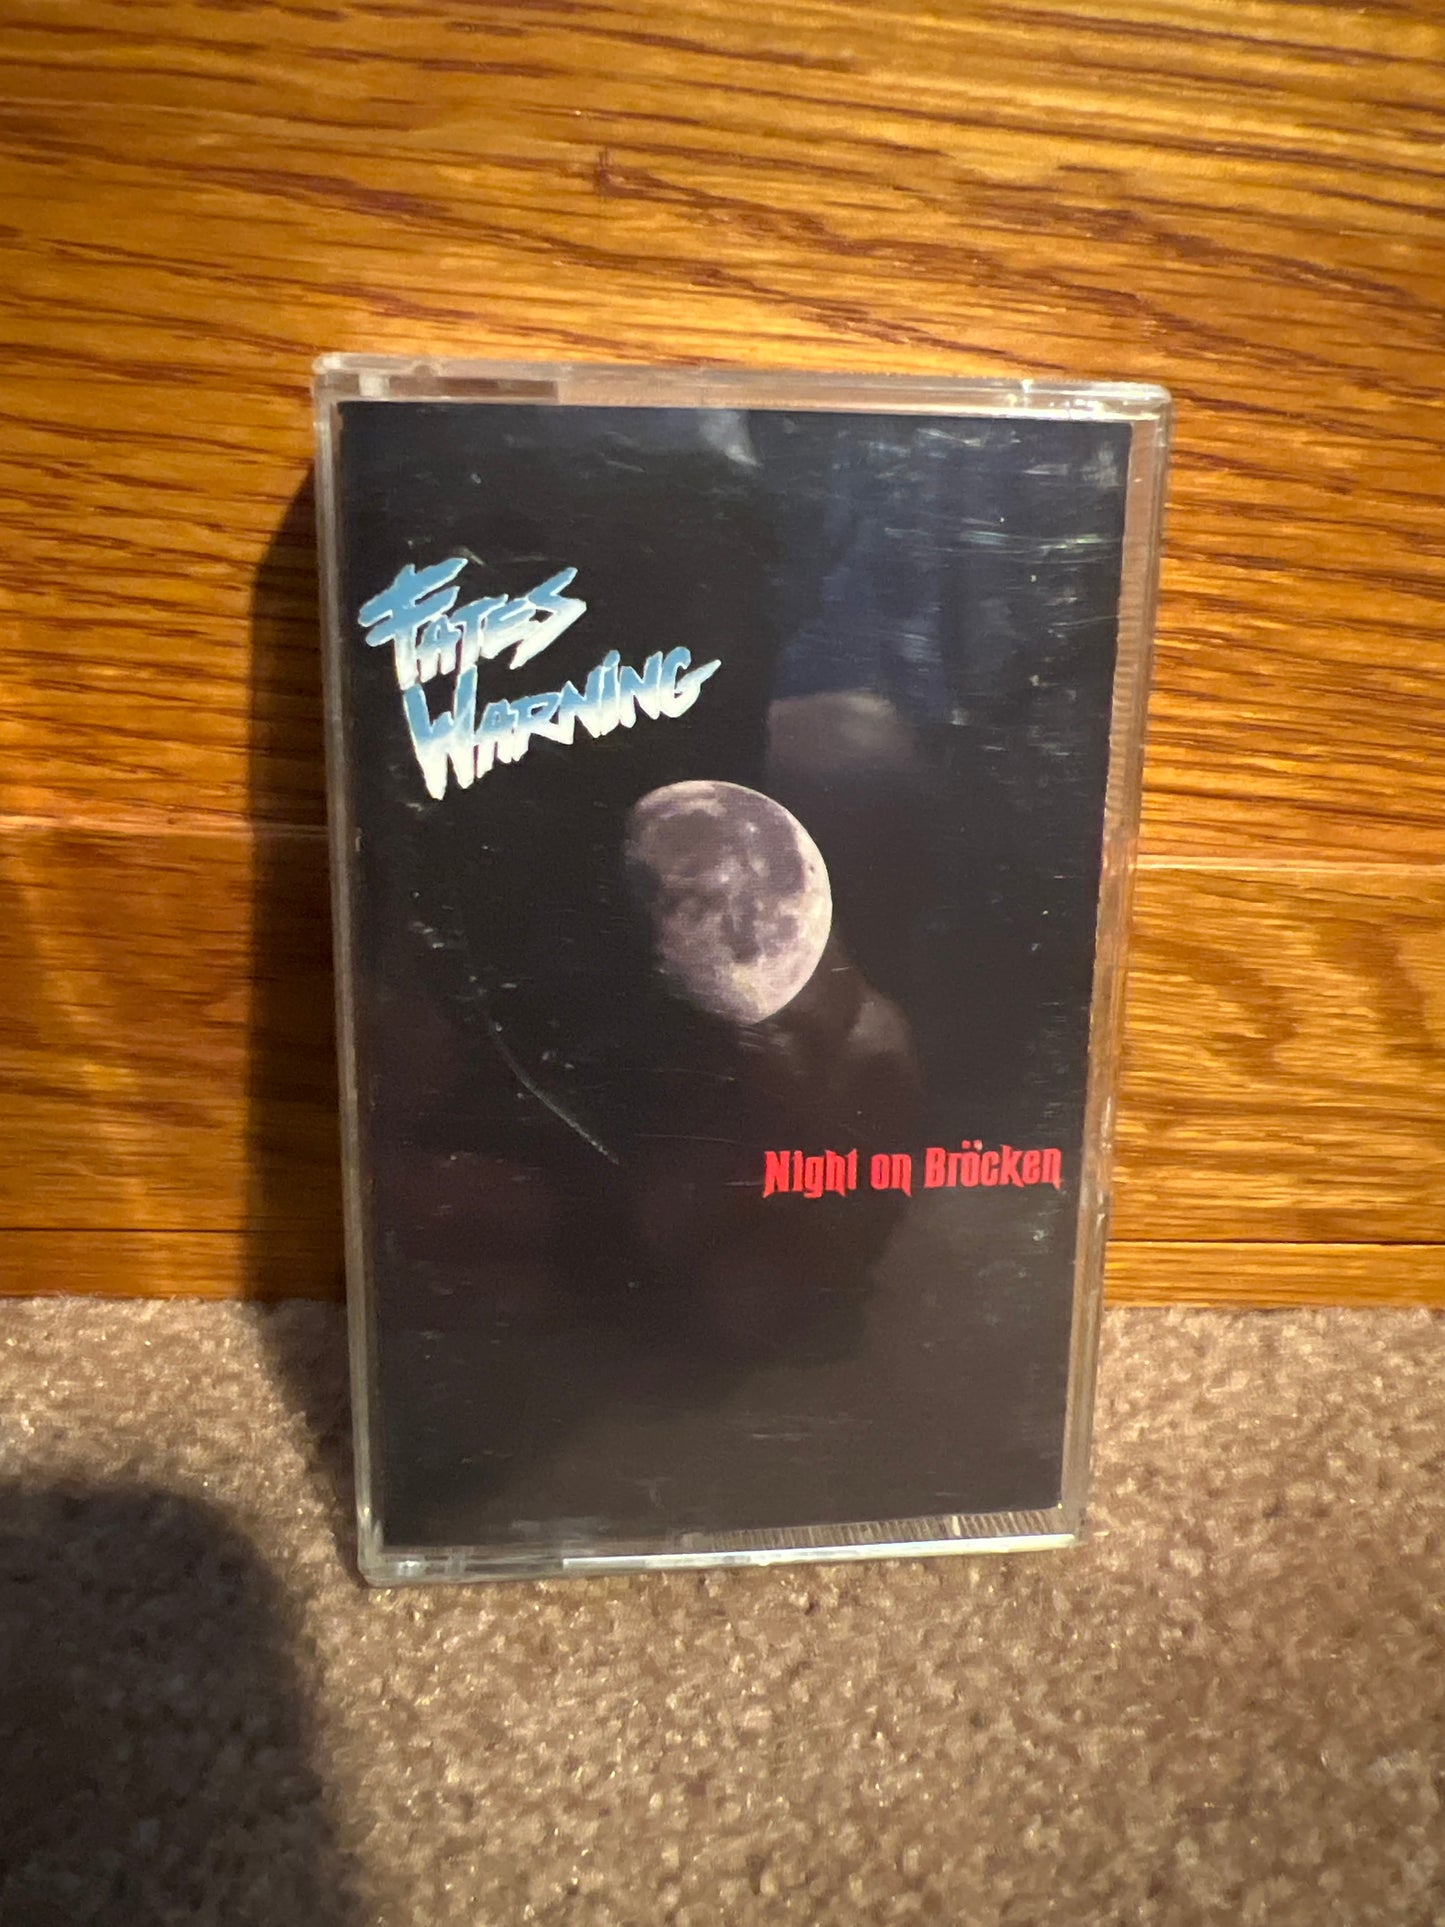 FATES
WARNING
Night on Bröcken